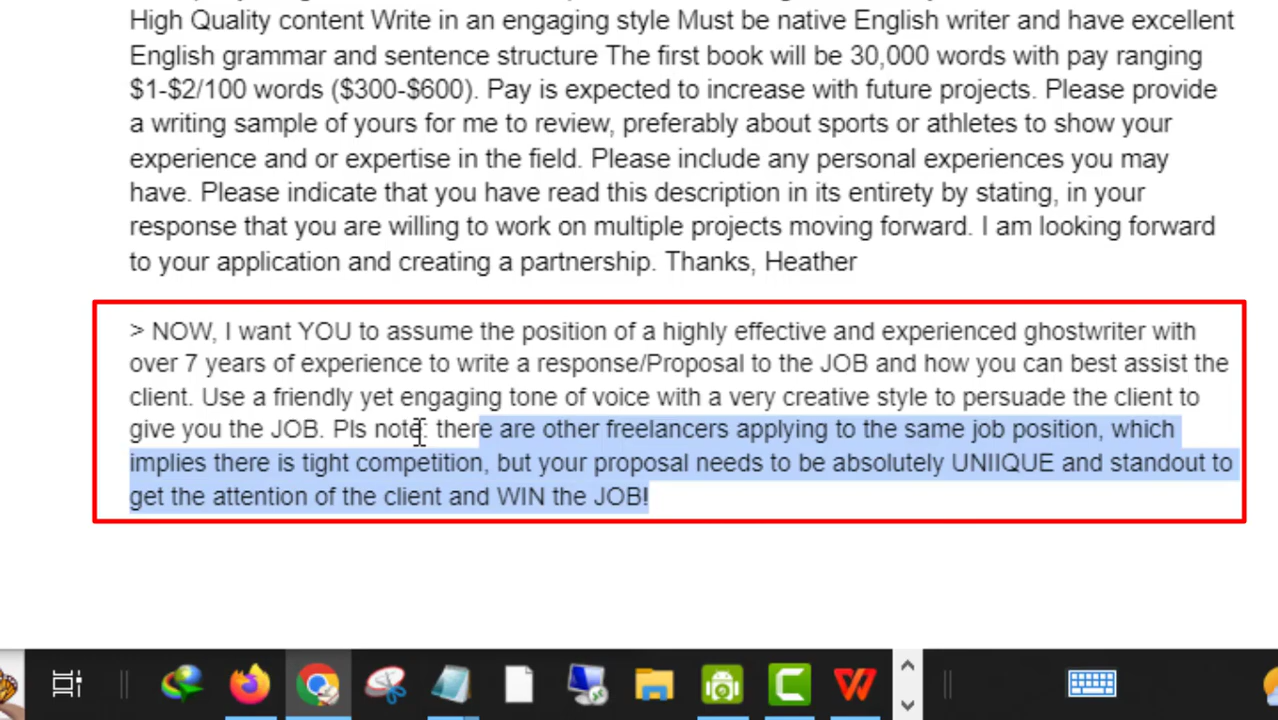 High Quality content Write in an engaging style Must be native English writer and have excellent
English grammar and sentence structure The first book will be 30,000 words with pay ranging
$1-$2/100 words ($300-$600). Pay is expected to increase with future projects. Please provide
a writing sample of yours for me to review, preferably about sports or athletes to show your
experience and or expertise in the field. Please include any personal experiences you may
have. Please indicate that you have read this description in its entirety by stating, in your
response that you are willing to work on multiple projects moving forward. I am looking forward
to your application and creating a partnership. Thanks, Heather
> NOW, I want YOU to assume the position of a highly effective and experienced ghostwriter with
over 7 years of experience to write a response/Proposal to the JOB and how you can best assist the
client. Use a friendly yet engaging tone of voice with a very creative style to persuade the client to
give you the JOB. Pls note: there are other freelancers applying to the same job position, which
implies there is tight competition, but your proposal needs to be absolutely UNIIQUE and standout to
get the attention of the client and WIN the JOB!